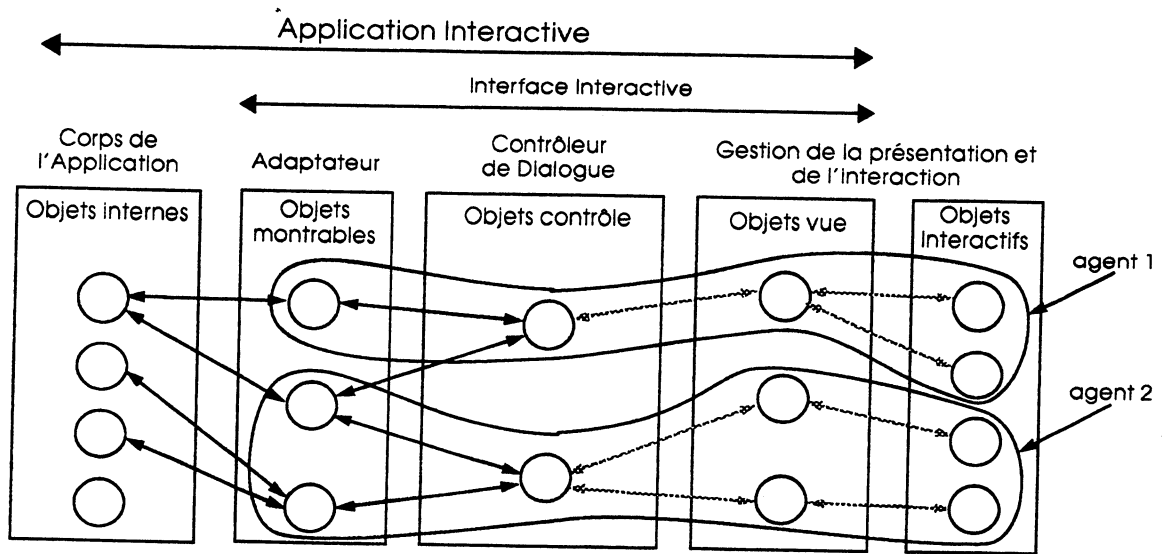 Application Interactive
Interface Interactive
Corps de
l'Application
Adaptateur
Contrôleur
de Dialogue
Gestion de la présentation et
de l'interaction
Objets internes
Objets
montrables
Objets contrôle
Objets vue
Objets
Interactifs
agent 1
agent 2